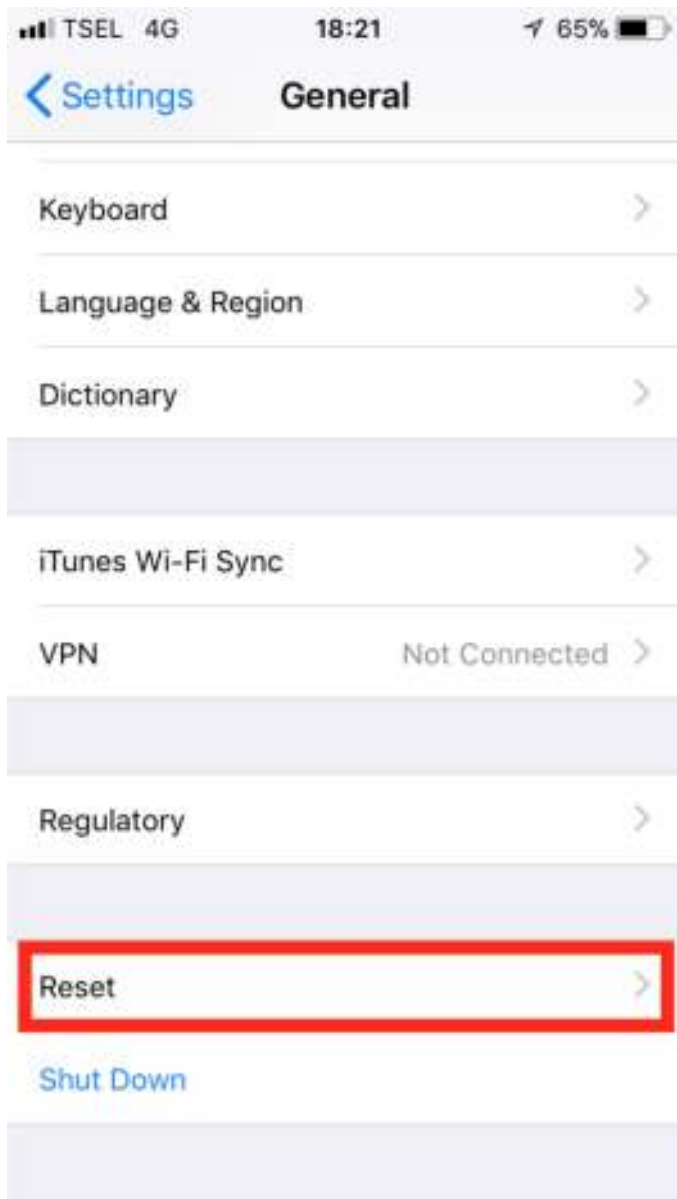 TSEL 4G 18:21 65%
Settings General
Keyboard
Language & Region
Dictionary
iTunes Wi-Fi Sync
VPN Not Connected
Regulatory
Reset
Shut Down